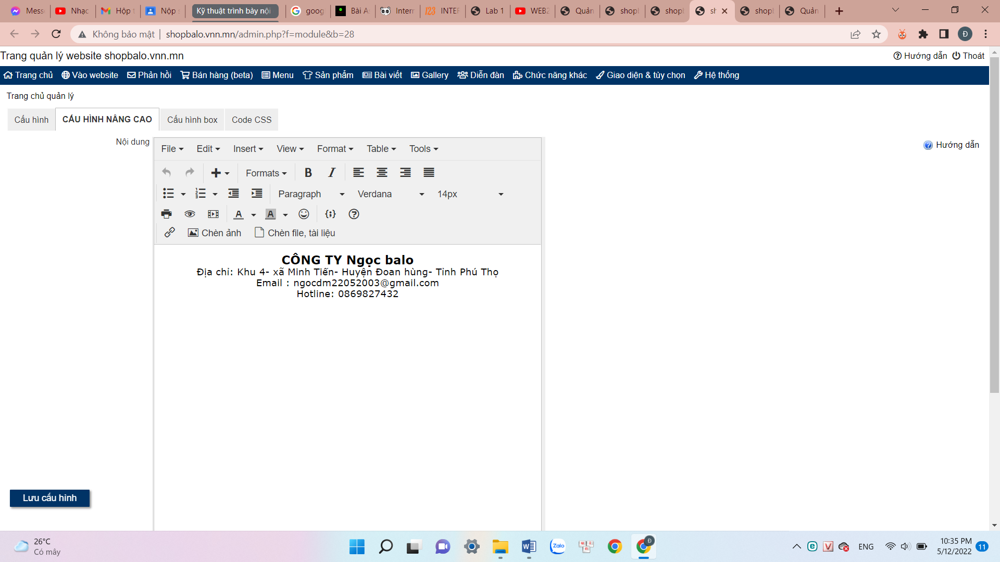 Mess
Nhạc
Hộp t
Nộp s
Kỹ thuật trình bày nội
goog
Bài A
Intern
INTER
Lab 1
WEB2
Quản
shopb
shopb
sh
shopb
Quản
Không bảo mật | shopbalo.vnn.mn/admin.php?f=module&b=28
Đ
Trang quản lý website shopbalo.vnn.mn
Hướng dẫn Thoát
Trang chủ Vào website Phản hồi Bán hàng (beta) Menu Sản phẩm Bài viết Gallery Diễn đàn Chức năng khác Giao diện & tùy chọn Hệ thống
Trang chủ quản lý
Cấu hình CẤU HÌNH NÂNG CAO Cấu hình box Code CSS
Nội dung
Hướng dẫn
File Edit Insert View Format Table Tools
Formats B I
Paragraph Verdana 14px
A A
Chèn ảnh Chèn file, tài liệu
CÔNG TY Ngọc balo
Địa chỉ: Khu 4- xã Minh Tiến- Huyện Đoan hùng- Tỉnh Phú Thọ
Email : ngocdm22052003@gmail.com
Hotline: 0869827432
Lưu cấu hình
26°C
Có mây
Zalo
Đ
ENG
10:35 PM
5/12/2022
11